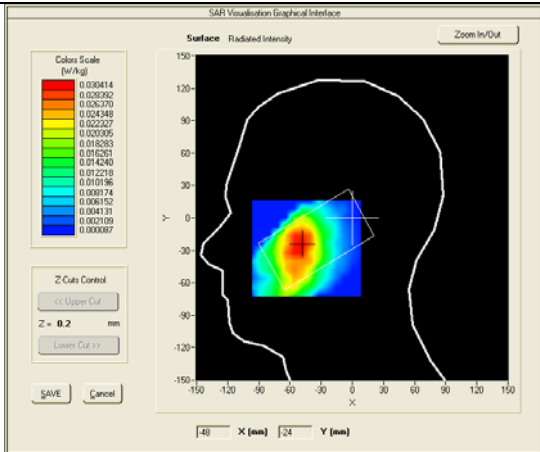 SAR Visualisation Graphical Interface
Surface Radiated Intensity
Zoom In/Out
Colors Scale
(W/kg)
0.030414
0.028392
0.026370
0.024348
0.022327
0.020305
0.018283
0.016261
0.014240
0.012218
0.010196
0.008174
0.006152
0.004131
0.002109
0.000087
Z-Cuts Control
<< Upper Cut
Z = 0.2 mm
Lower Cut >>
SAVE Cancel
150
120
90
60
30
0
-30
-60
-90
-120
-150
Y
-150 -120 -90 -60 -30 0 30 60 90 120 150
X
-48 X (mm) -24 Y (mm)